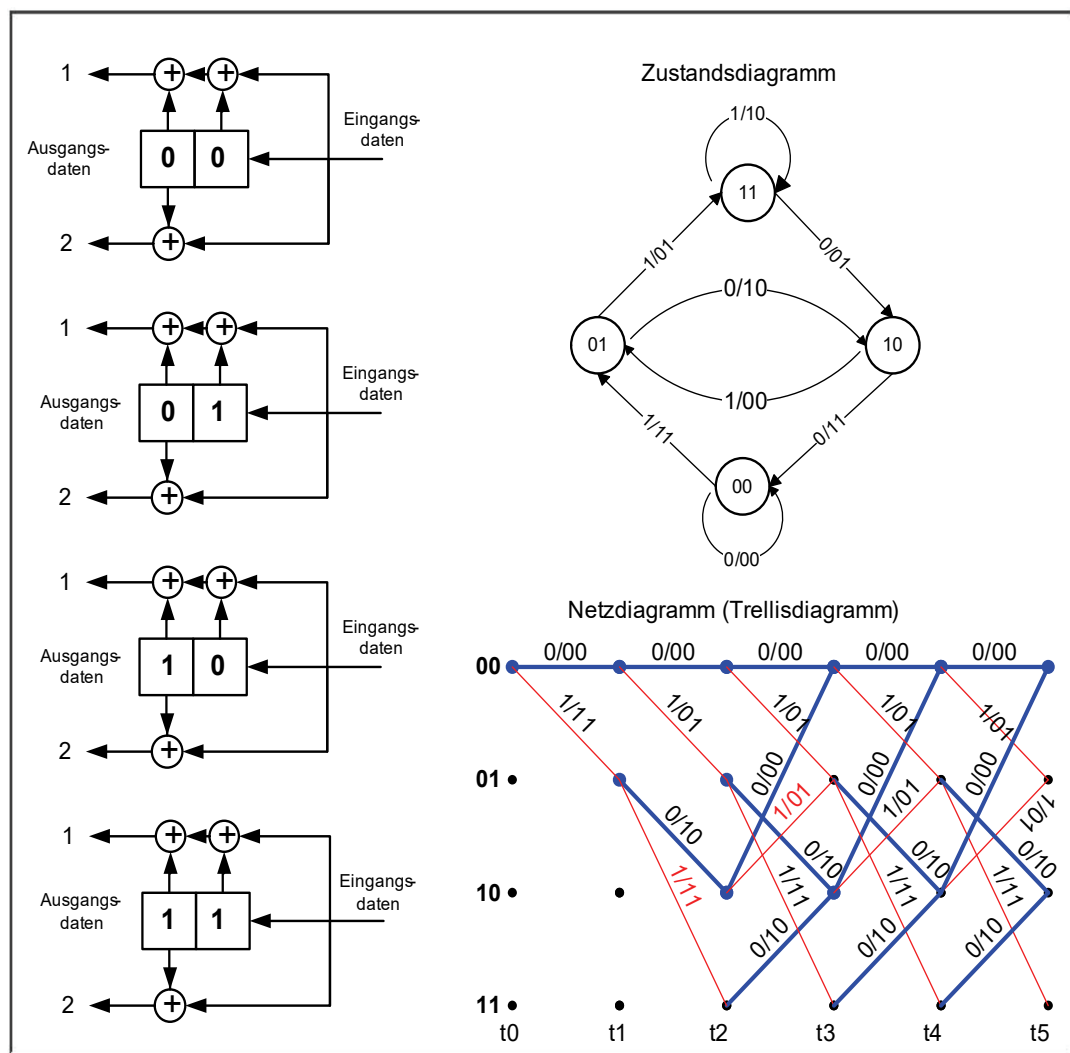 1
Eingangs-
daten
Ausgangs-
daten
0 0
2
1
Eingangs-
daten
Ausgangs-
daten
0 1
2
1
Eingangs-
daten
Ausgangs-
daten
1 0
2
1
Eingangs-
daten
Ausgangs-
daten
1 1
2
Zustandsdiagramm
1/10
11
1/01
0/01
0/10
01
10
1/00
1/11
0/11
00
0/00
Netzdiagramm (Trellisdiagramm)
0/00 0/00 0/00 0/00 0/00
00
1/11 1/01 1/01 1/01 1/01
0/00 0/00 0/00
01
1/01 1/01 1/01
0/10 0/10 0/10 0/10
1/11 1/11 1/11 1/11
10
0/10 0/10 0/10
11
t0 t1 t2 t3 t4 t5